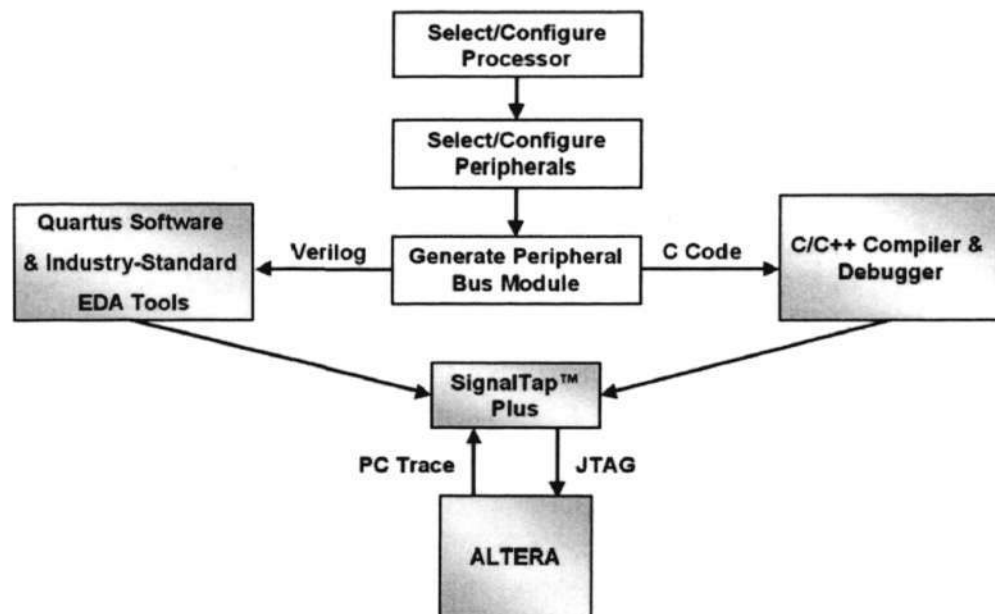 Select/Configure
Processor
Select/Configure
Peripherals
Quartus Software
& Industry-Standard
EDA Tools
Verilog
Generate Peripheral
Bus Module
C Code
C/C++ Compiler &
Debugger
SignalTap™
Plus
PC Trace
JTAG
ALTERA